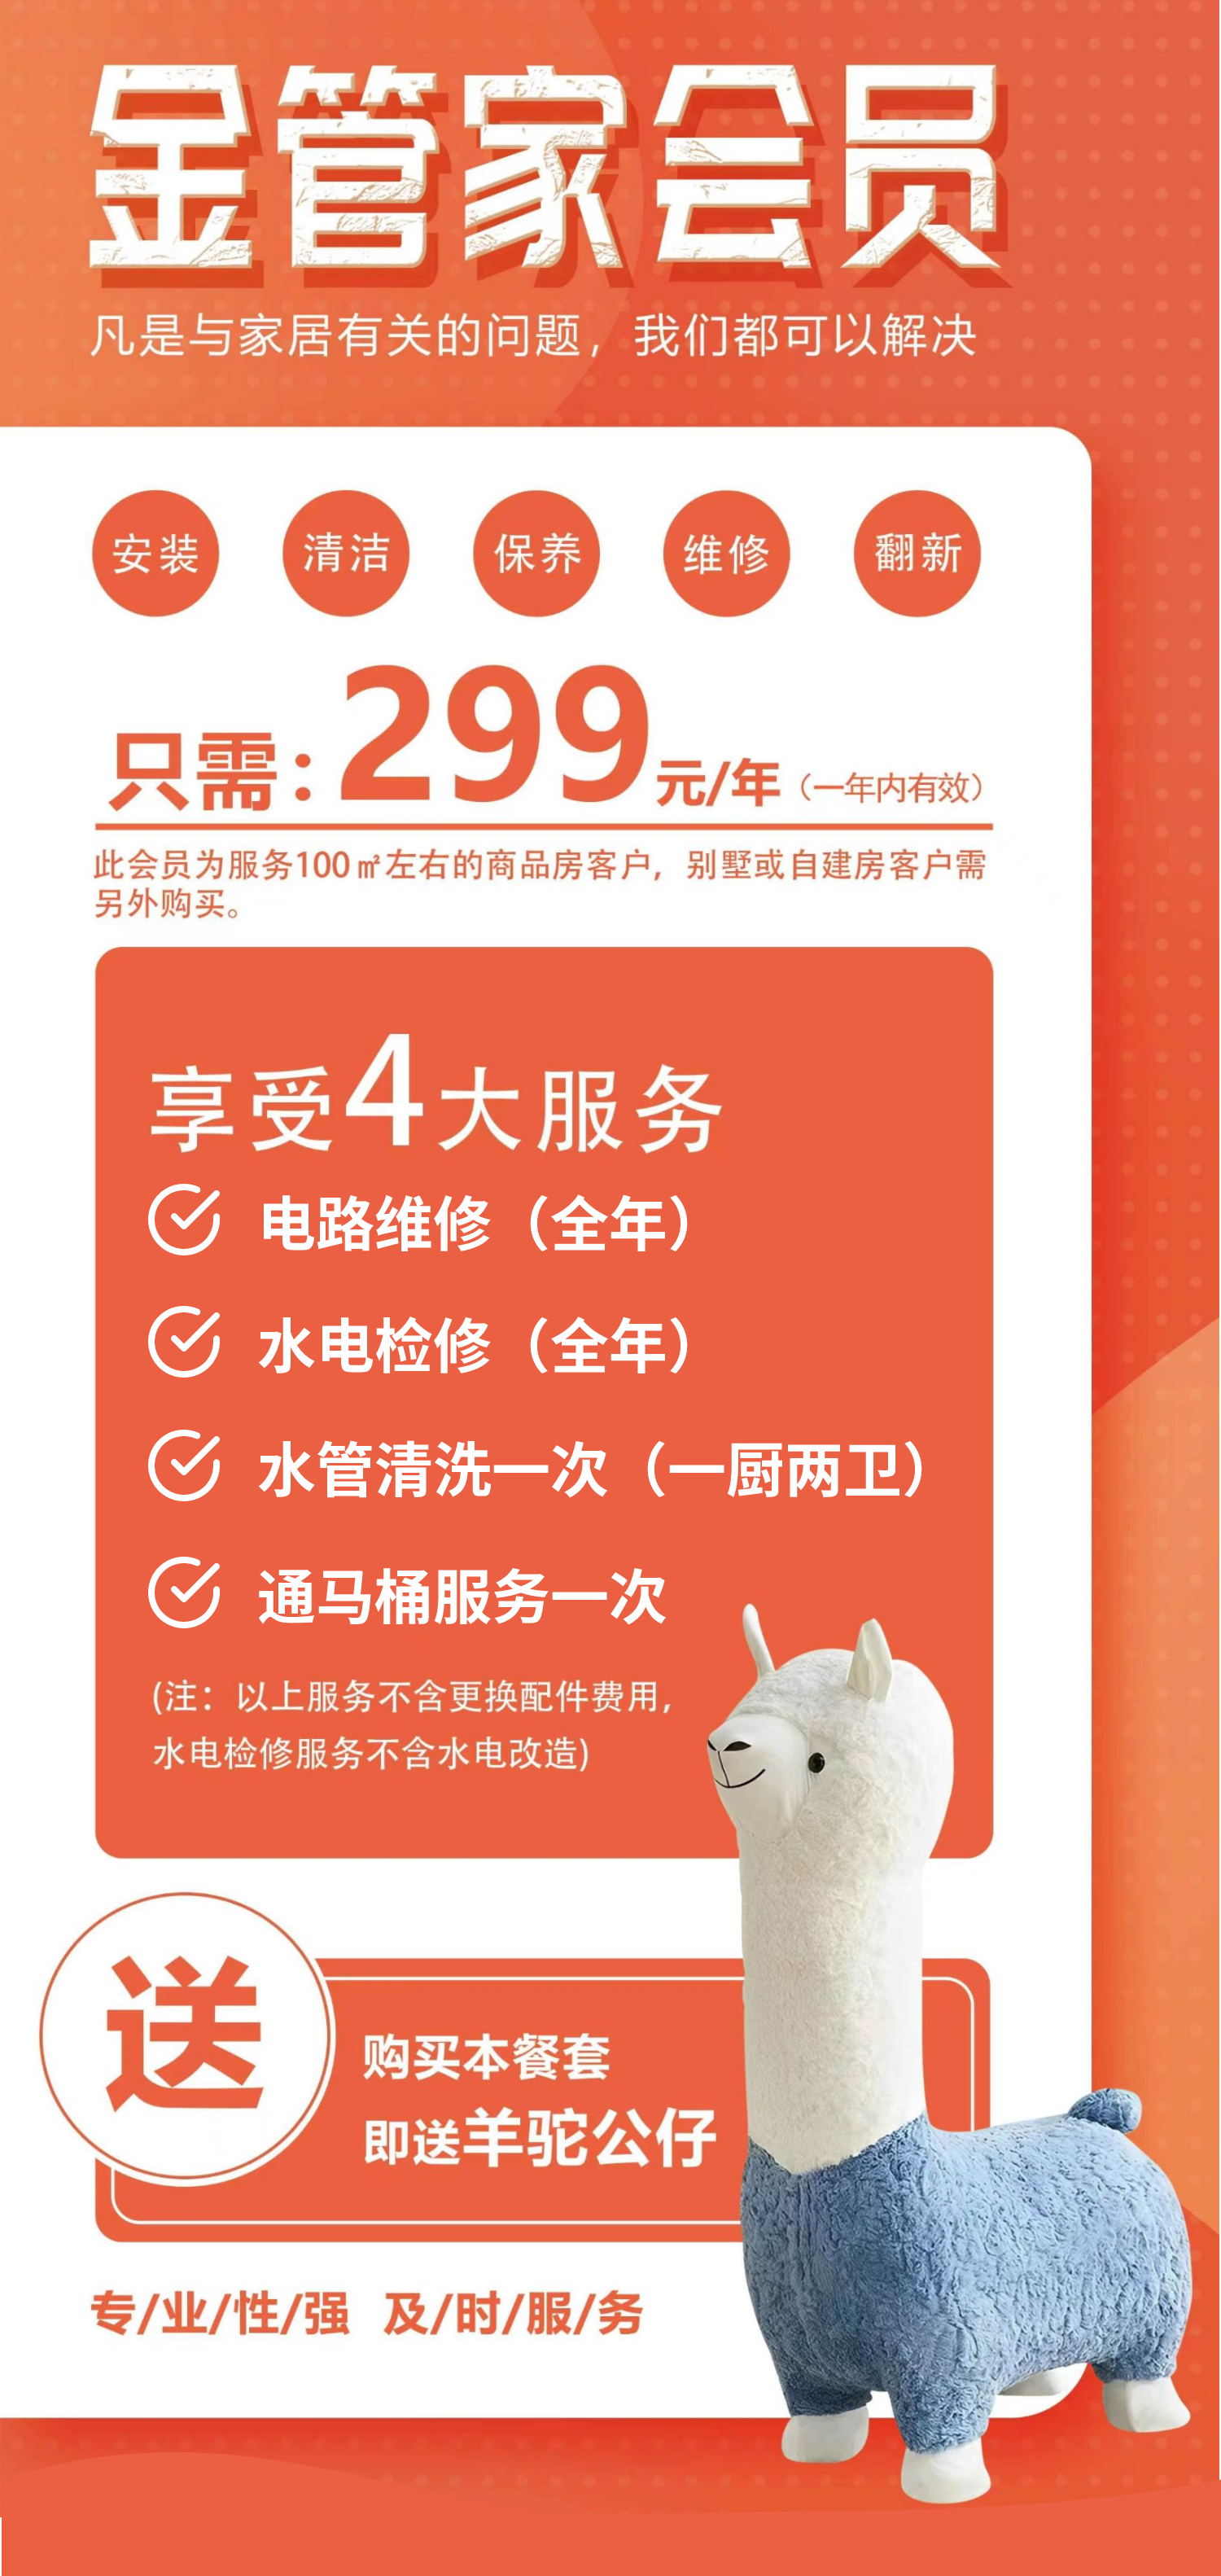 金管家会员
凡是与家居有关的问题，我们都可以解决
安装 清洁 保养 维修 翻新
只需：299元/年（一年内有效）
此会员为服务100㎡左右的商品房客户，别墅或自建房客户需
另外购买。
享受4大服务
电路维修（全年）
水电检修（全年）
水管清洗一次（一厨两卫）
通马桶服务一次
(注：以上服务不含更换配件费用，
水电检修服务不含水电改造)
送
购买本餐套
即送羊驼公仔
专/业/性/强 及/时/服/务